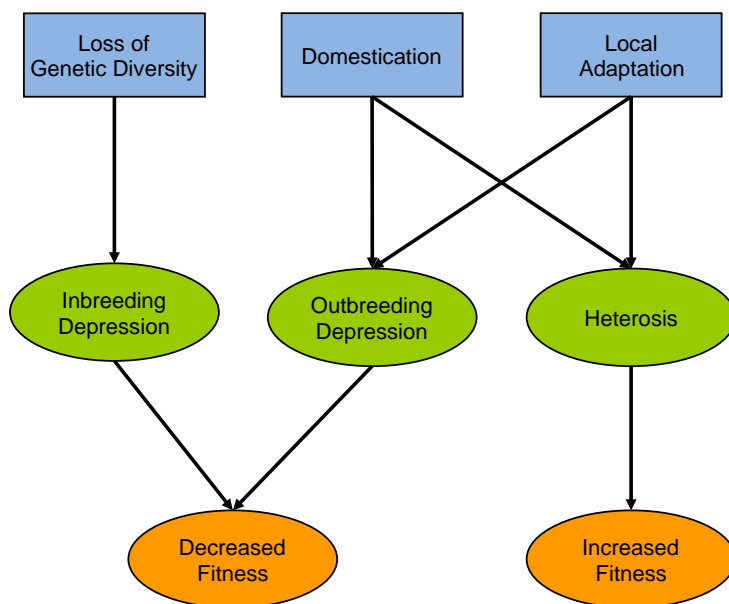 Loss of
Genetic Diversity
Domestication
Local
Adaptation
Inbreeding
Depression
Outbreeding
Depression
Heterosis
Decreased
Fitness
Increased
Fitness